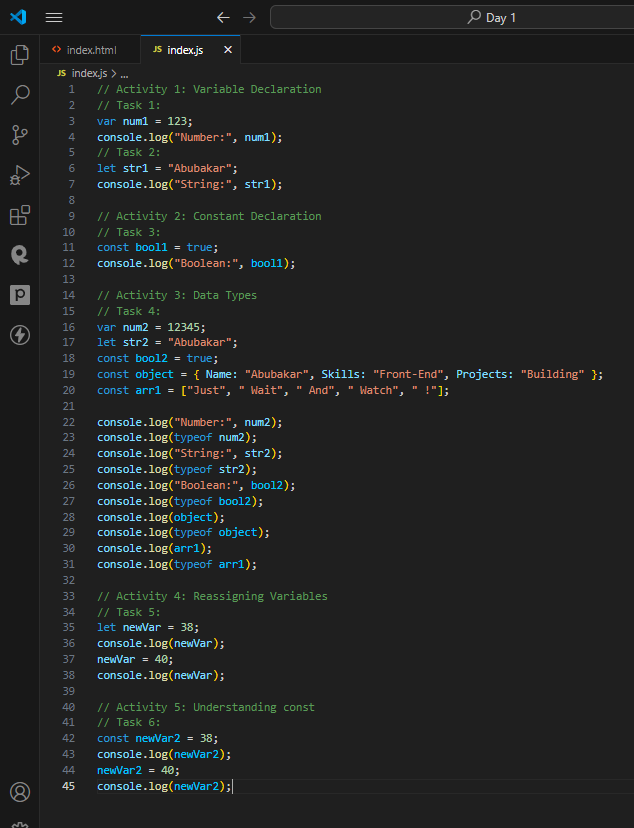 Day 1
index.html
JS index.js ×
JS index.js > ...
1 // Activity 1: Variable Declaration
2 // Task 1:
3 var num1 = 123;
4 console.log("Number:", num1);
5 // Task 2:
6 let str1 = "Abubakar";
7 console.log("String:", str1);
8
9 // Activity 2: Constant Declaration
10 // Task 3:
11 const bool1 = true;
12 console.log("Boolean:", bool1);
13
14 // Activity 3: Data Types
15 // Task 4:
16 var num2 = 12345;
17 let str2 = "Abubakar";
18 const bool2 = true;
19 const object = { Name: "Abubakar", Skills: "Front-End", Projects: "Building" };
20 const arr1 = ["Just", " Wait", " And", " Watch", " !"];
21
22 console.log("Number:", num2);
23 console.log(typeof num2);
24 console.log("String:", str2);
25 console.log(typeof str2);
26 console.log("Boolean:", bool2);
27 console.log(typeof bool2);
28 console.log(object);
29 console.log(typeof object);
30 console.log(arr1);
31 console.log(typeof arr1);
32
33 // Activity 4: Reassigning Variables
34 // Task 5:
35 let newVar = 38;
36 console.log(newVar);
37 newVar = 40;
38 console.log(newVar);
39
40 // Activity 5: Understanding const
41 // Task 6:
42 const newVar2 = 38;
43 console.log(newVar2);
44 newVar2 = 40;
45 console.log(newVar2);